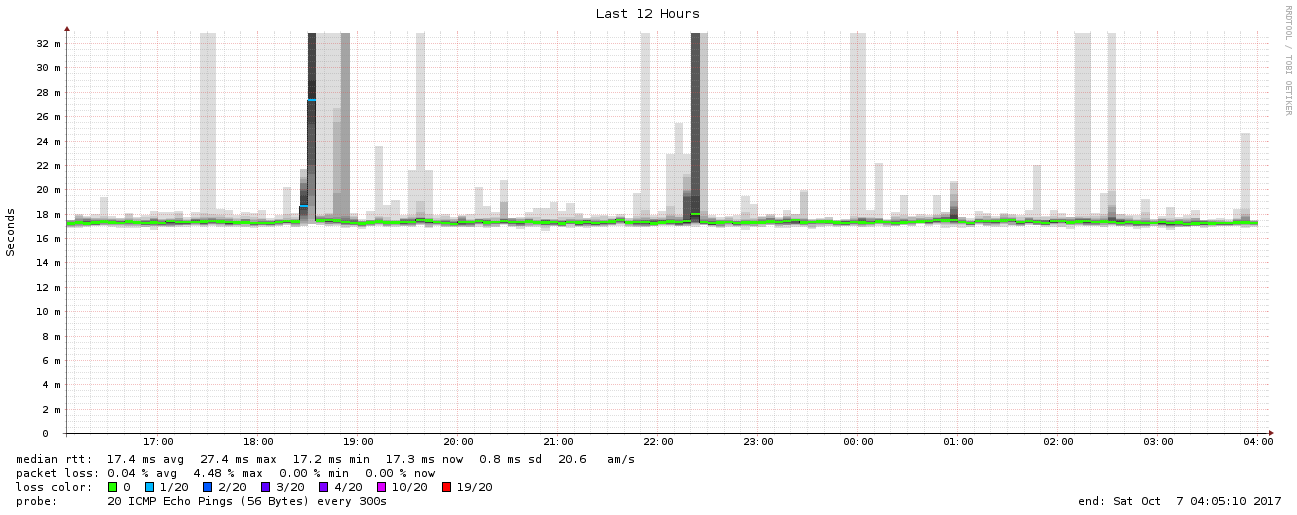 Last 12 Hours
RRDTOOL / TOBI OETIKER
Seconds
32 m
30 m
28 m
26 m
24 m
22 m
20 m
18 m
16 m
14 m
12 m
10 m
8 m
6 m
4 m
2 m
0
17:00 18:00 19:00 20:00 21:00 22:00 23:00 00:00 01:00 02:00 03:00 04:00
median rtt: 17.4 ms avg 27.4 ms max 17.2 ms min 17.3 ms now 0.8 ms sd 20.6 am/s
packet loss: 0.04 % avg 4.48 % max 0.00 % min 0.00 % now
loss color: 0 1/20 2/20 3/20 4/20 10/20 19/20
probe: 20 ICMP Echo Pings (56 Bytes) every 300s end: Sat Oct 7 04:05:10 2017